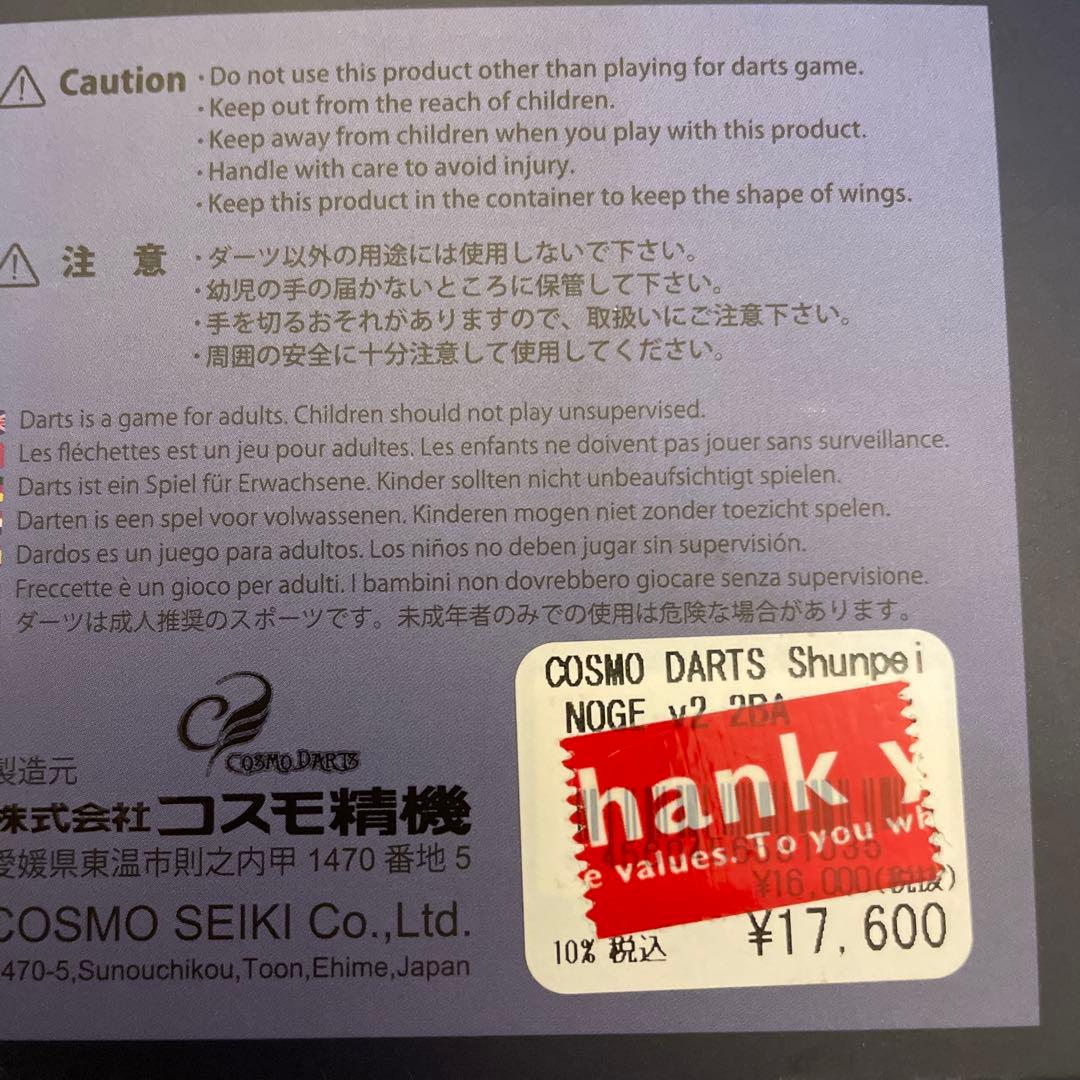 Caution
・Do not use this product other than playing for darts game.
・Keep out from the reach of children.
・Keep away from children when you play with this product.
・Handle with care to avoid injury.
・Keep this product in the container to keep the shape of wings.
注 意
・ダーツ以外の用途には使用しないで下さい。
・幼児の手の届かないところに保管して下さい。
・手を切るおそれがありますので、取扱いにご注意下さい。
・周囲の安全に十分注意して使用してください。
Darts is a game for adults. Children should not play unsupervised.
Les fléchettes est un jeu pour adultes. Les enfants ne doivent pas jouer sans surveillance.
Darts ist ein Spiel für Erwachsene. Kinder sollten nicht unbeaufsichtigt spielen.
Darten is een spel voor volwassenen. Kinderen mogen niet zonder toezicht spelen.
Dardos es un juego para adultos. Los niños no deben jugar sin supervisión.
Freccette è un gioco per adulti. I bambini non dovrebbero giocare senza supervisione.
ダーツは成人推奨のスポーツです。未成年者のみでの使用は危険な場合があります。
COSMO DARTS
製造元
株式会社コスモ精機
愛媛県東温市則之内甲 1470 番地 5
COSMO SEIKI Co.,Ltd.
1470-5,Sunouchikou,Toon,Ehime,Japan
COSMO DARTS Shunpei
NOGE v2 2BA
hank y
e values. To you wh
¥16,000(税抜)
10% 税込 ¥17,600